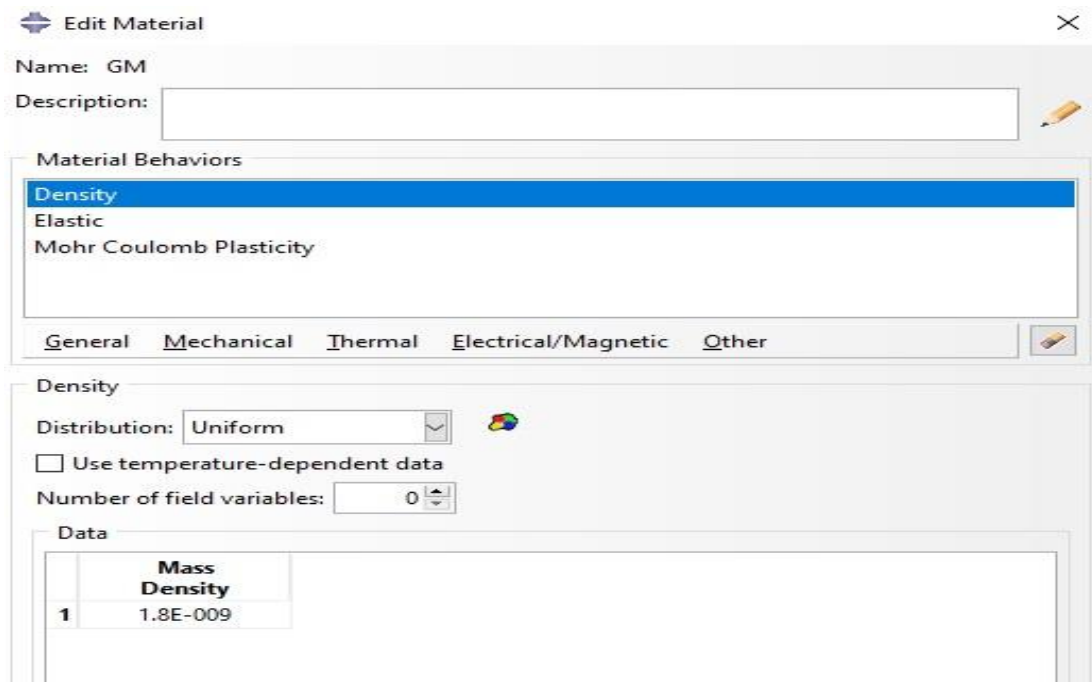 Edit Material
Name: GM
Description:
Material Behaviors
Density
Elastic
Mohr Coulomb Plasticity
General Mechanical Thermal Electrical/Magnetic Other
Density
Distribution: Uniform
Use temperature-dependent data
Number of field variables: 0
Data
Mass
Density
1 1.8E-009